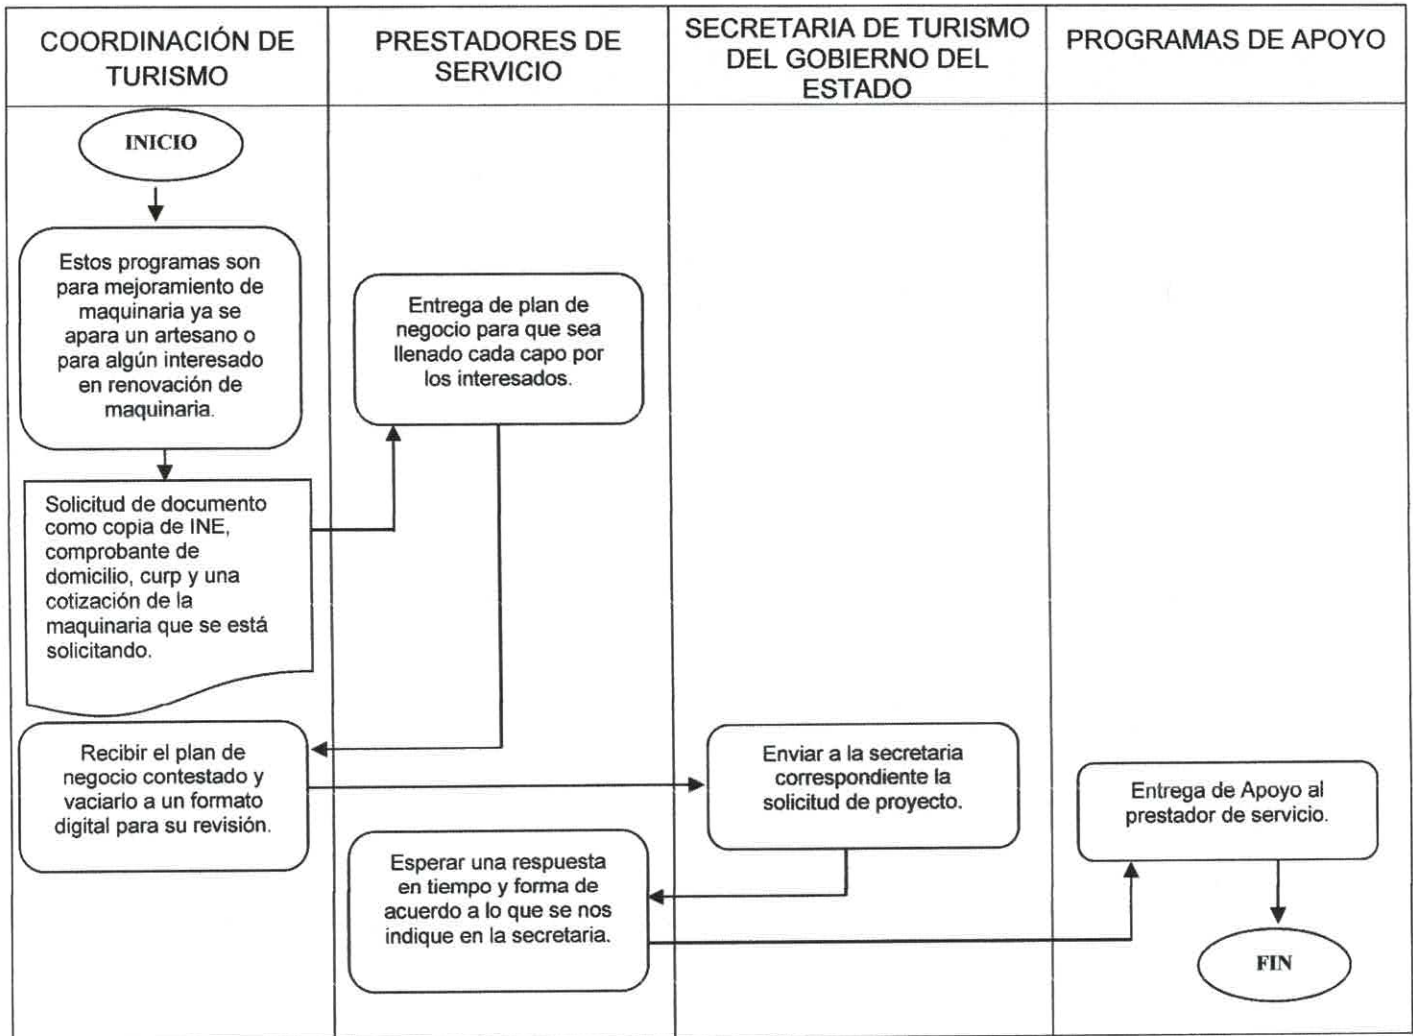 COORDINACIÓN DE
TURISMO
PRESTADORES DE
SERVICIO
SECRETARIA DE TURISMO
DEL GOBIERNO DEL
ESTADO
PROGRAMAS DE APOYO
INICIO
Estos programas son
para mejoramiento de
maquinaria ya se
apara un artesano o
para algún interesado
en renovación de
maquinaria.
Entrega de plan de
negocio para que sea
llenado cada capo por
los interesados.
Solicitud de documento
como copia de INE,
comprobante de
domicilio, curp y una
cotización de la
maquinaria que se está
solicitando.
Recibir el plan de
negocio contestado y
vaciarlo a un formato
digital para su revisión.
Enviar a la secretaria
correspondiente la
solicitud de proyecto.
Esperar una respuesta
en tiempo y forma de
acuerdo a lo que se nos
indique en la secretaria.
Entrega de Apoyo al
prestador de servicio.
FIN